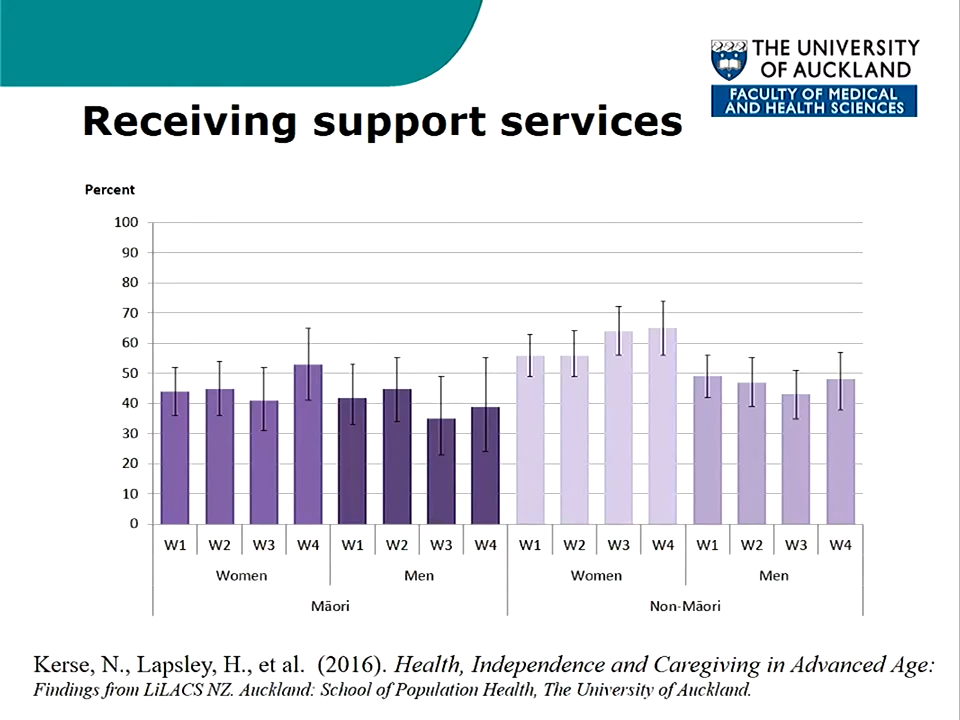 THE UNIVERSITY
OF AUCKLAND
FACULTY OF MEDICAL
AND HEALTH SCIENCES
Receiving support services
Percent
100
90
80
70
60
50
40
30
20
10
0
W1 W2 W3 W4 W1 W2 W3 W4 W1 W2 W3 W4 W1 W2 W3 W4
Women Men Women Men
Māori Non-Māori
Kerse, N., Lapsley, H., et al. (2016). Health, Independence and Caregiving in Advanced Age:
Findings from LiLACS NZ. Auckland: School of Population Health, The University of Auckland.